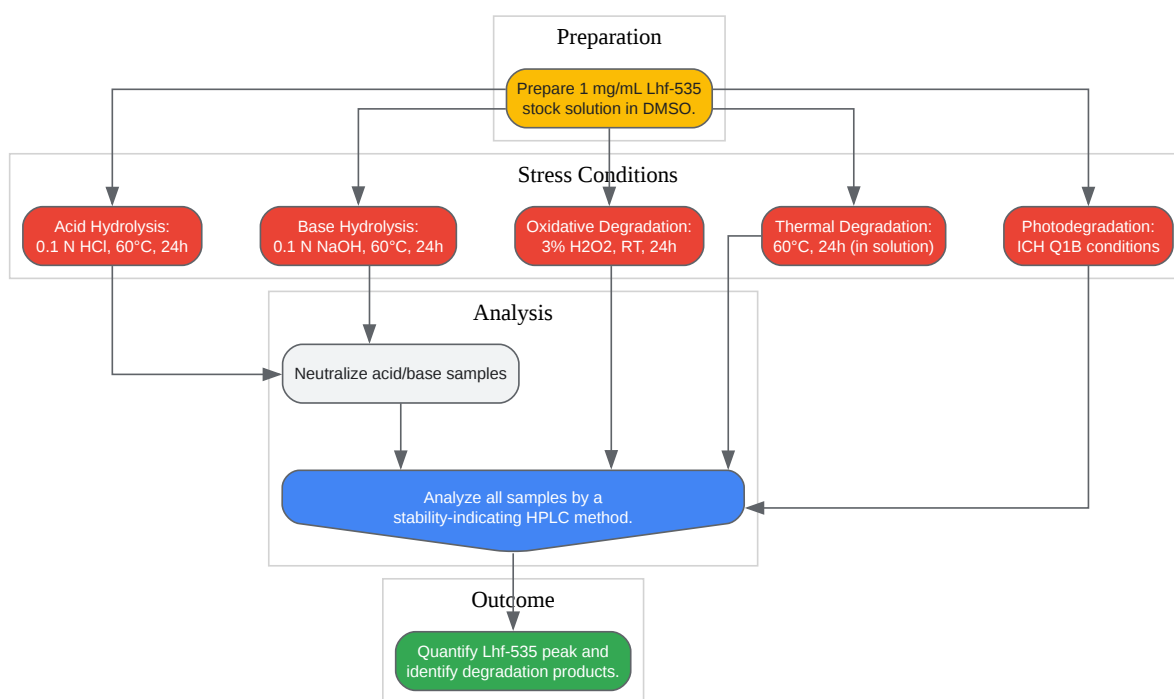 Preparation
Prepare 1 mg/mL Lhf-535
stock solution in DMSO.
Stress Conditions
Acid Hydrolysis:
0.1 N HCl, 60°C, 24h
Base Hydrolysis:
0.1 N NaOH, 60°C, 24h
Oxidative Degradation:
3% H2O2, RT, 24h
Thermal Degradation:
60°C, 24h (in solution)
Photodegradation:
ICH Q1B conditions
Analysis
Neutralize acid/base samples
Analyze all samples by a
stability-indicating HPLC method.
Outcome
Quantify Lhf-535 peak and
identify degradation products.